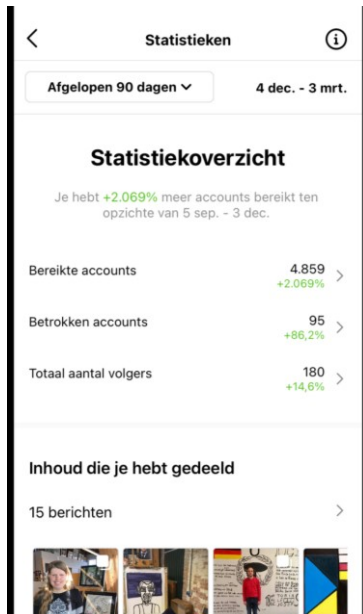 Statistieken
Afgelopen 90 dagen
4 dec. - 3 mrt.
Statistiekoverzicht
Je hebt +2.069% meer accounts bereikt ten
opzichte van 5 sep. - 3 dec.
Bereikte accounts
4.859
+2.069%
Betrokken accounts
95
+86,2%
Totaal aantal volgers
180
+14,6%
Inhoud die je hebt gedeeld
15 berichten